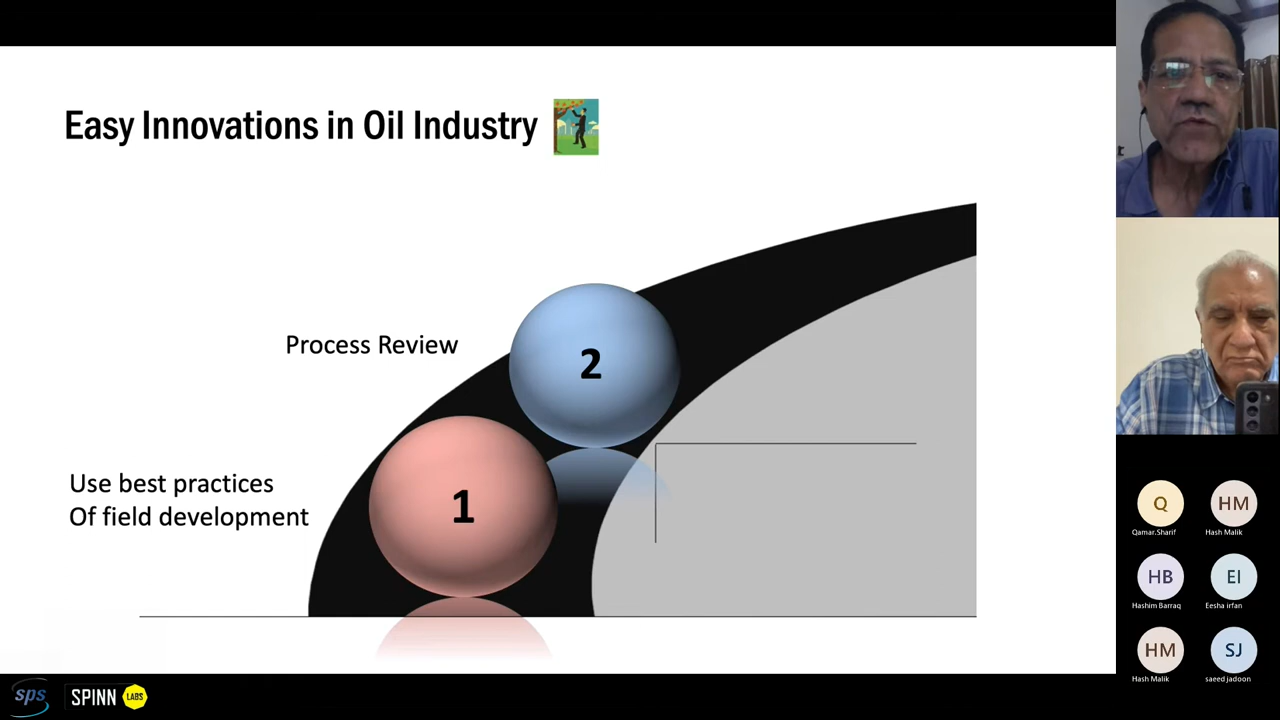 Easy Innovations in Oil Industry
Process Review
2
Use best practices
Of field development
1
sps
SPINN LABS
Q
Qamar.Sharif
HM
Hash Malik
HB
Hashim Barraq
EI
Eesha irfan
HM
Hash Malik
SJ
saeed jadoon